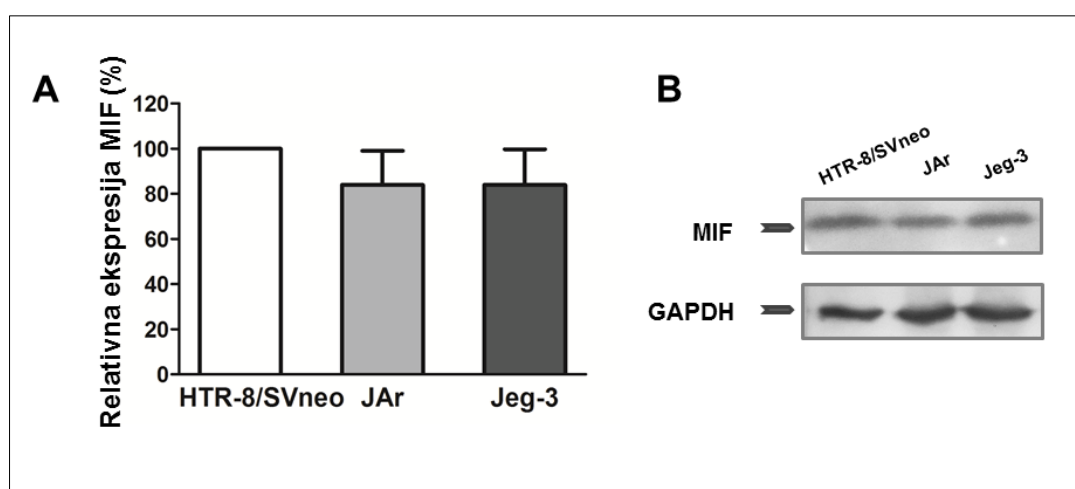 A
Relativna ekspresija MIF (%)
120
100
80
60
40
20
0
HTR-8/SVneo JAr Jeg-3
B
HTR-8/SVneo JAr Jeg-3
MIF
GAPDH